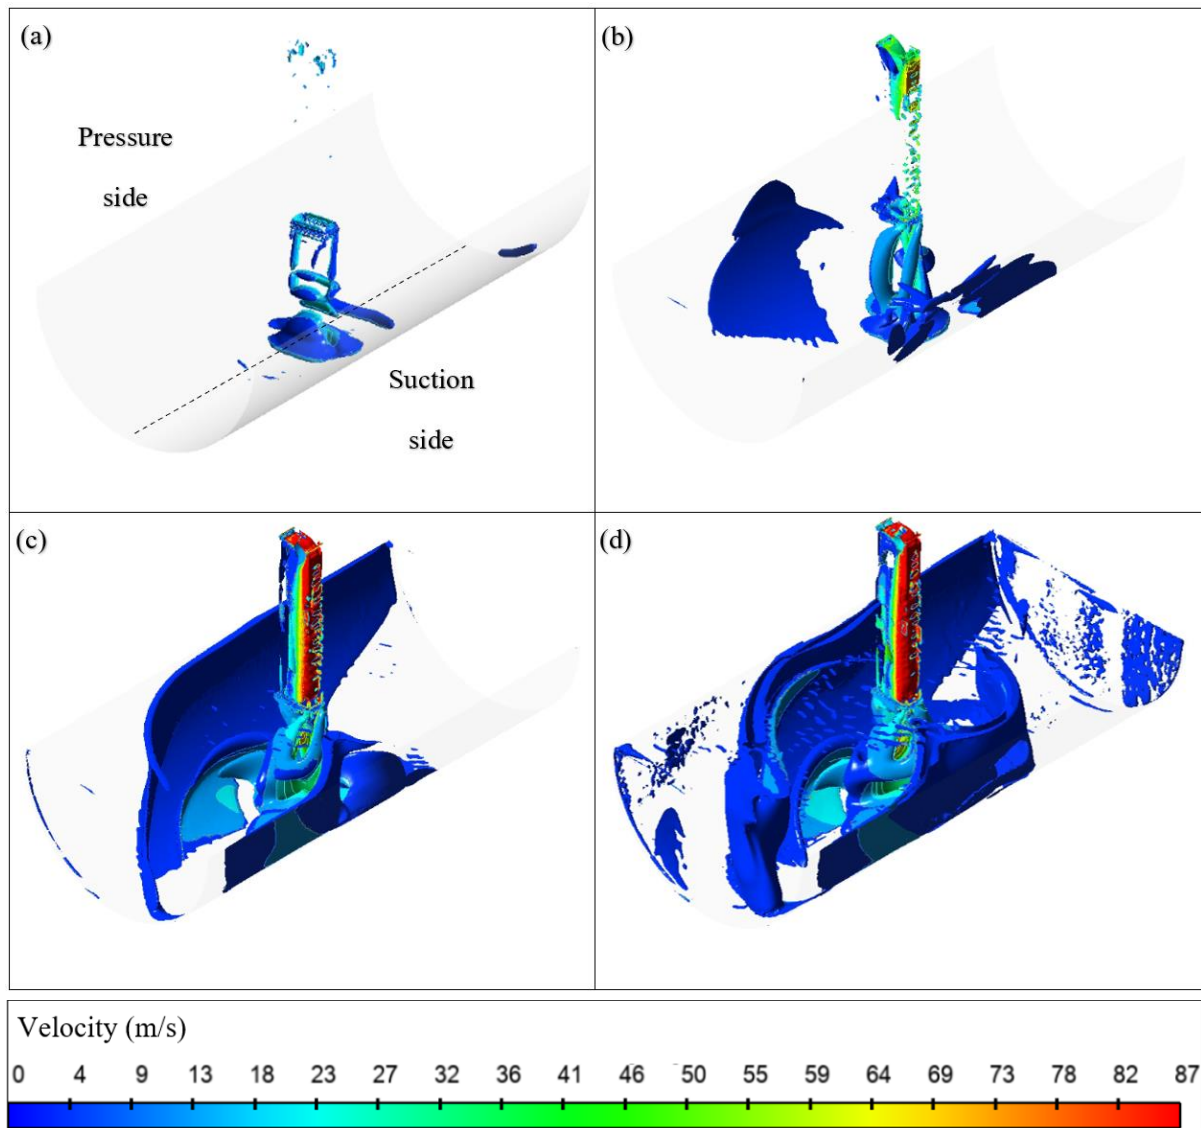 (a)
(b)
Pressure
side
Suction
side
(c)
(d)
Velocity (m/s)
0 4 9 13 18 23 27 32 36 41 46 50 55 59 64 69 73 78 82 87